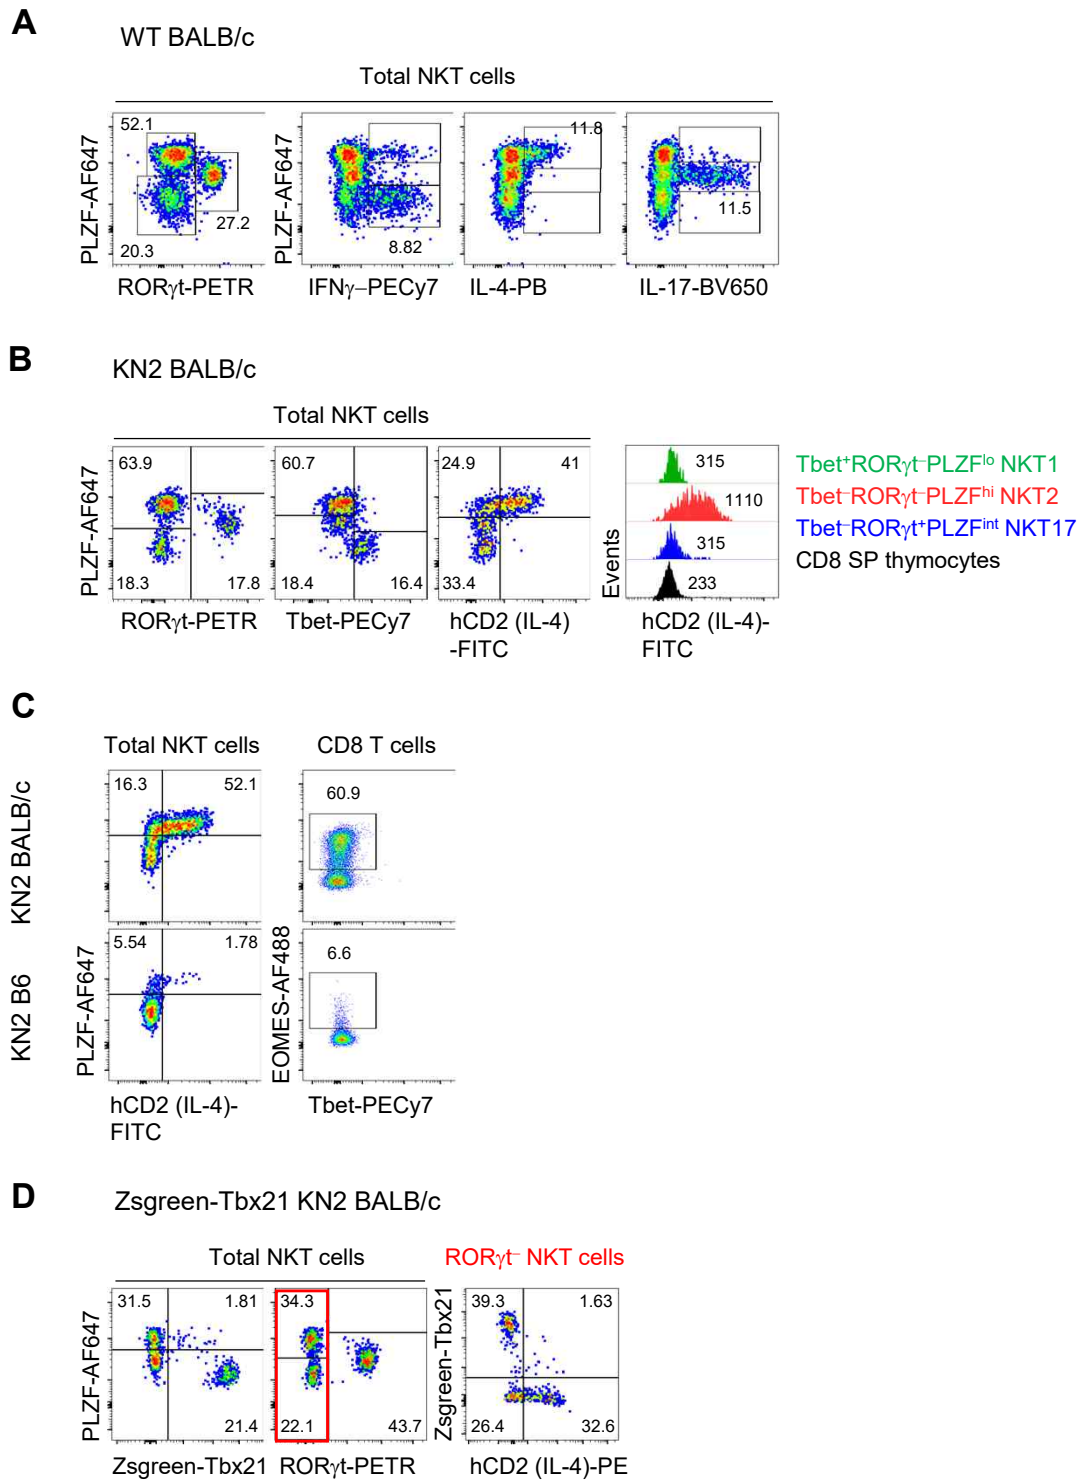 A
WT BALB/c
Total NKT cells
PLZF-AF647
52.1
27.2
20.3
RORγt-PETR
PLZF-AF647
8.82
IFNγ–PECy7
11.8
IL-4-PB
11.5
IL-17-BV650
B
KN2 BALB/c
Total NKT cells
PLZF-AF647
63.9
18.3
17.8
RORγt-PETR
60.7
18.4
16.4
Tbet-PECy7
24.9
41
33.4
hCD2 (IL-4)
-FITC
Events
315
1110
315
233
hCD2 (IL-4)-
FITC
Tbet⁺RORγt⁻PLZFˡᵒ NKT1
Tbet⁻RORγt⁻PLZFʰⁱ NKT2
Tbet⁻RORγt⁺PLZFⁱⁿᵗ NKT17
CD8 SP thymocytes
C
Total NKT cells
CD8 T cells
KN2 BALB/c
16.3
52.1
60.9
KN2 B6
PLZF-AF647
5.54
1.78
hCD2 (IL-4)-
FITC
EOMES-AF488
6.6
Tbet-PECy7
D
Zsgreen-Tbx21 KN2 BALB/c
Total NKT cells
RORγt⁻ NKT cells
PLZF-AF647
31.5
1.81
21.4
Zsgreen-Tbx21
34.3
22.1
43.7
RORγt-PETR
Zsgreen-Tbx21
39.3
1.63
26.4
32.6
hCD2 (IL-4)-PE